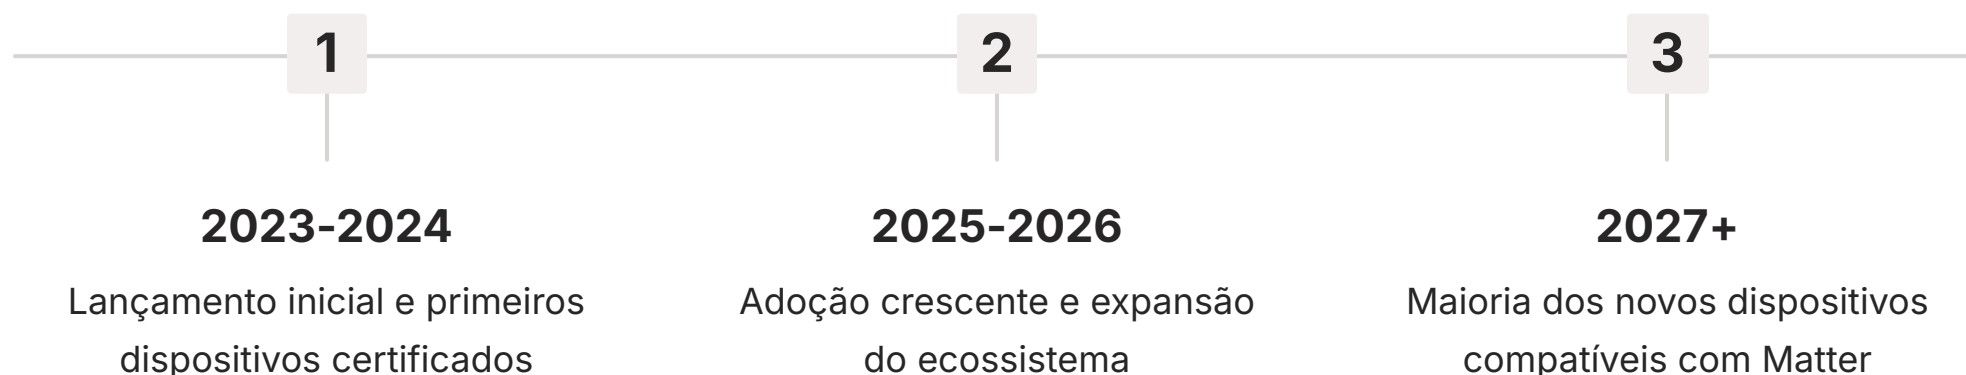 1
2
3
2023-2024
Lançamento inicial e primeiros
dispositivos certificados
2025-2026
Adoção crescente e expansão
do ecossistema
2027+
Maioria dos novos dispositivos
compatíveis com Matter